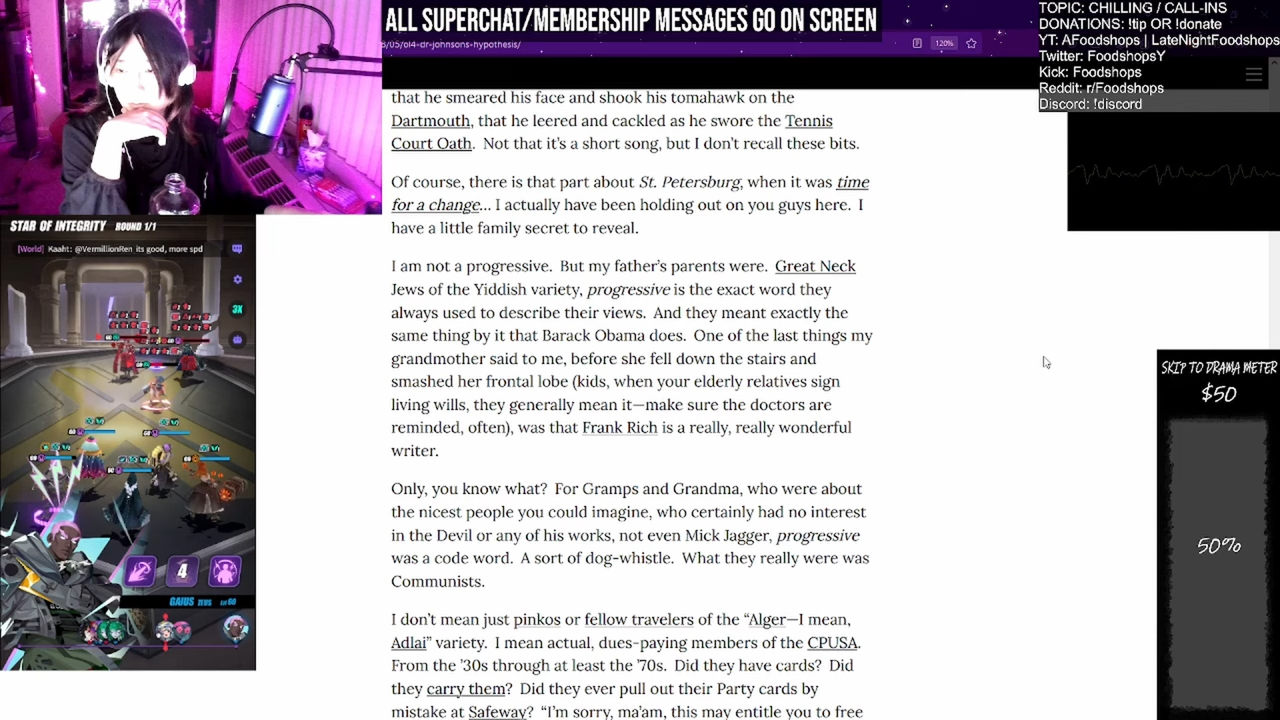 ALL SUPERCHAT/MEMBERSHIP MESSAGES GO ON SCREEN
/05/ol4-dr-johnsons-hypothesis/
120%
TOPIC: CHILLING / CALL-INS
DONATIONS: !tip OR !donate
YT: AFoodshops | LateNightFoodshops
Twitter: FoodshopsY
Kick: Foodshops
Reddit: r/Foodshops
Discord: !discord
that he smeared his face and shook his tomahawk on the
Dartmouth, that he leered and cackled as he swore the Tennis
Court Oath. Not that it's a short song, but I don't recall these bits.
Of course, there is that part about St. Petersburg, when it was time
for a change… I actually have been holding out on you guys here. I
have a little family secret to reveal.
I am not a progressive. But my father's parents were. Great Neck
Jews of the Yiddish variety, progressive is the exact word they
always used to describe their views. And they meant exactly the
same thing by it that Barack Obama does. One of the last things my
grandmother said to me, before she fell down the stairs and
smashed her frontal lobe (kids, when your elderly relatives sign
living wills, they generally mean it—make sure the doctors are
reminded, often), was that Frank Rich is a really, really wonderful
writer.
Only, you know what? For Gramps and Grandma, who were about
the nicest people you could imagine, who certainly had no interest
in the Devil or any of his works, not even Mick Jagger, progressive
was a code word. A sort of dog-whistle. What they really were was
Communists.
I don't mean just pinkos or fellow travelers of the “Alger—I mean,
Adlai” variety. I mean actual, dues-paying members of the CPUSA.
From the '30s through at least the '70s. Did they have cards? Did
they carry them? Did they ever pull out their Party cards by
mistake at Safeway? “I'm sorry, ma'am, this may entitle you to free
STAR OF INTEGRITY ROUND 1/1
[World] Kaaht: @VermillionRen its good, more spd
3X
4
GAIUS ZEUS Lvl 60
SKIP TO DRAMA METER
$50
50%